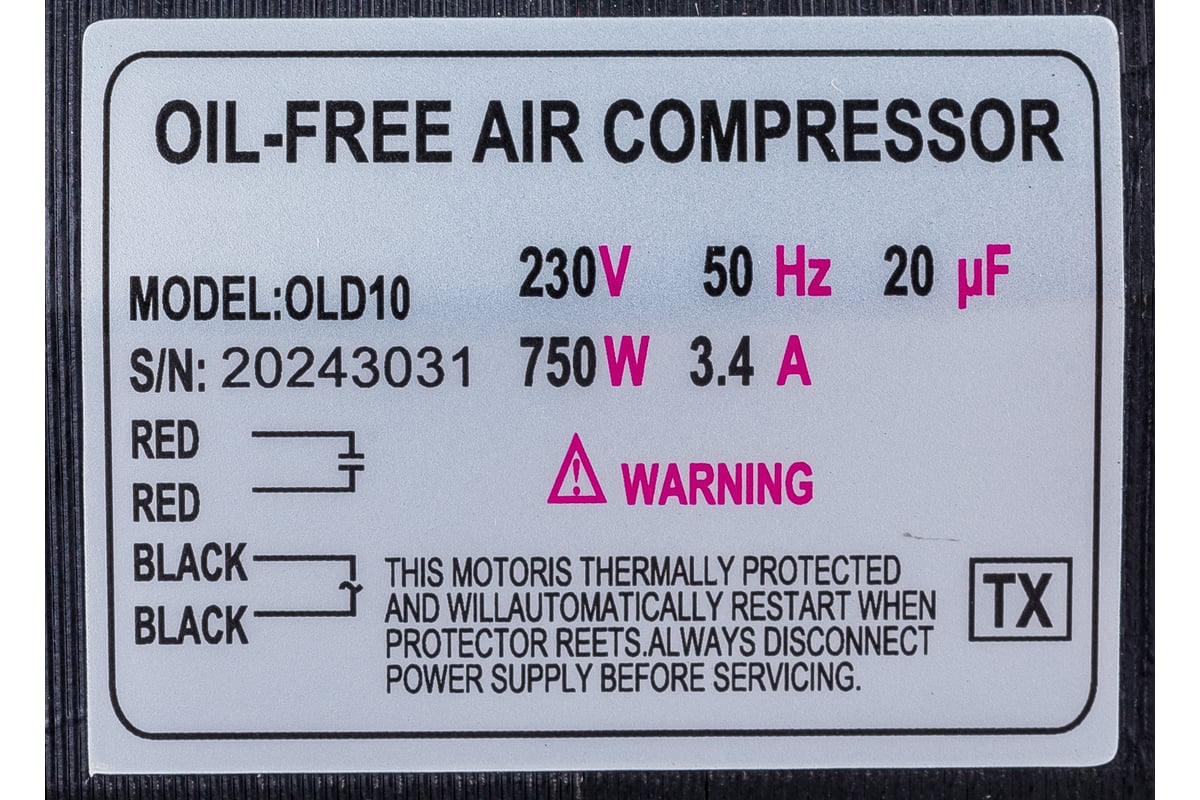 OIL-FREE AIR COMPRESSOR
MODEL:OLD10
230V 50 Hz 20 µF
S/N: 20243031
750W 3.4 A
RED
RED
WARNING
BLACK
BLACK
THIS MOTORIS THERMALLY PROTECTED
AND WILLAUTOMATICALLY RESTART WHEN
PROTECTOR REETS.ALWAYS DISCONNECT
POWER SUPPLY BEFORE SERVICING.
TX